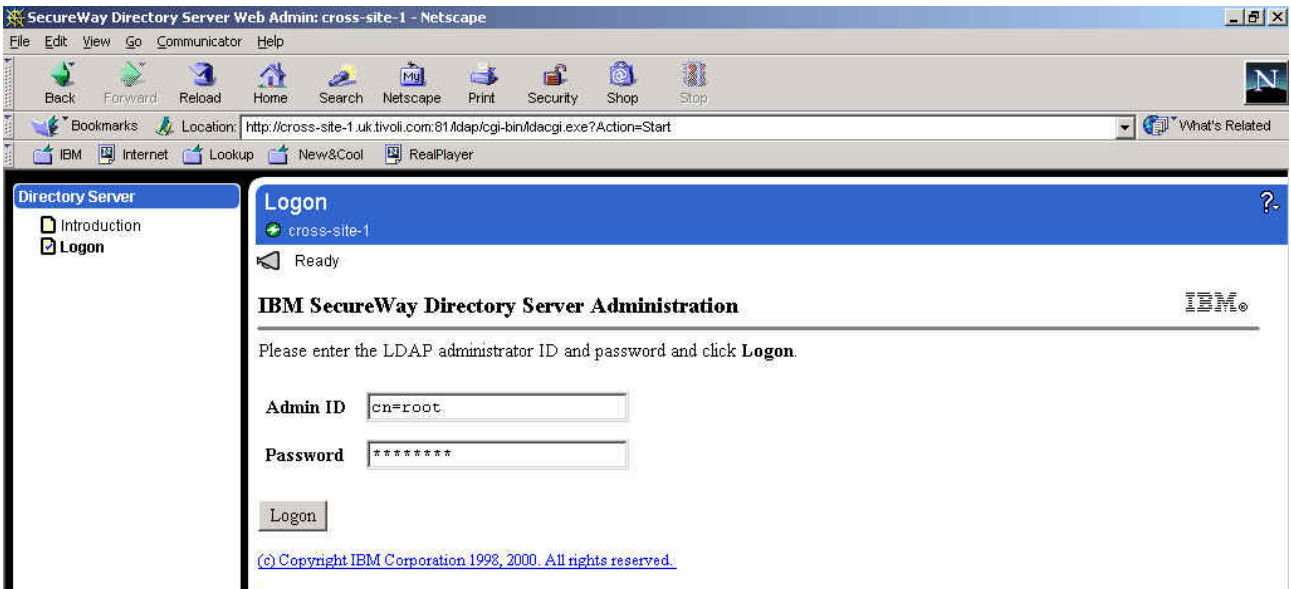 SecureWay Directory Server Web Admin: cross-site-1 - Netscape
File Edit View Go Communicator Help
Back Forward Reload Home Search Netscape Print Security Shop Stop
My
N
Bookmarks Location: http://cross-site-1.uk.tivoli.com:81/ldap/cgi-bin/ldacgi.exe?Action=Start What's Related
IBM Internet Lookup New&Cool RealPlayer
Directory Server
Introduction
Logon
Logon
?
cross-site-1
Ready
IBM SecureWay Directory Server Administration
IBM®
Please enter the LDAP administrator ID and password and click Logon.
Admin ID cn=root
Password ********
Logon
(c) Copyright IBM Corporation 1998, 2000. All rights reserved.